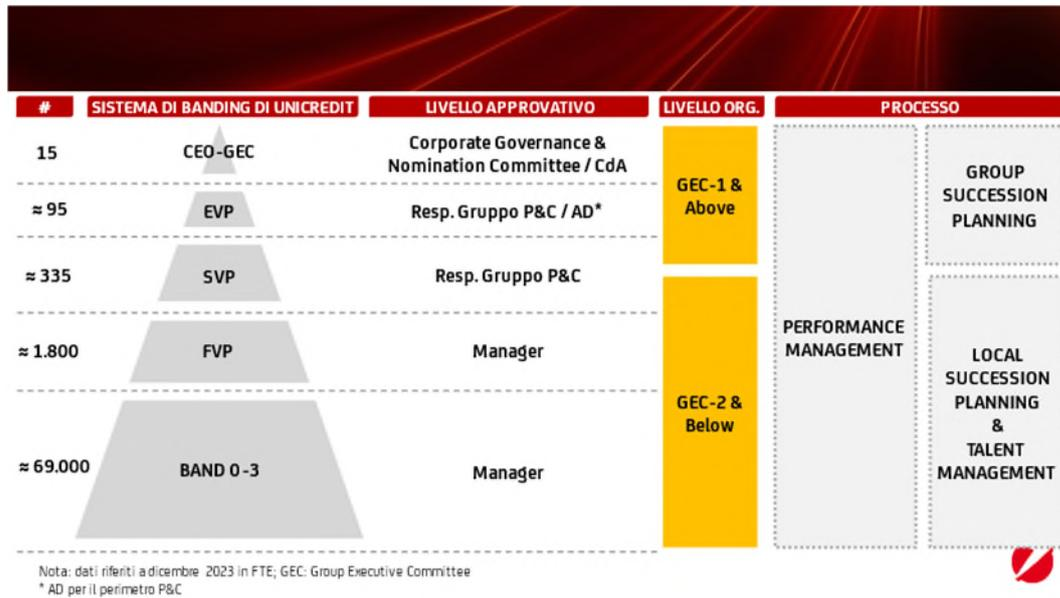 #
SISTEMA DI BANDING DI UNICREDIT
LIVELLO APPROVATIVO
LIVELLO ORG.
PROCESSO
15
CEO-GEC
Corporate Governance &
Nomination Committee / CdA
≈ 95
EVP
Resp. Gruppo P&C / AD*
≈ 335
SVP
Resp. Gruppo P&C
≈ 1.800
FVP
Manager
≈ 69.000
BAND 0-3
Manager
GEC-1 &
Above
GEC-2 &
Below
PERFORMANCE
MANAGEMENT
GROUP
SUCCESSION
PLANNING
LOCAL
SUCCESSION
PLANNING
&
TALENT
MANAGEMENT
Nota: dati riferiti a dicembre 2023 in FTE; GEC: Group Executive Committee
* AD per il perimetro P&C